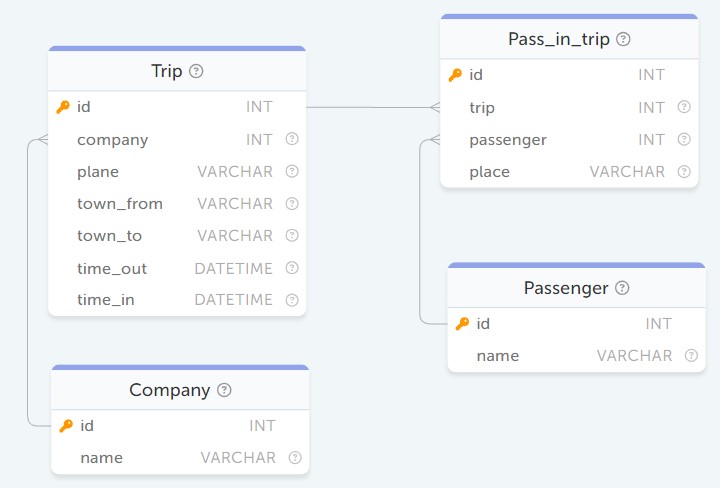 Trip ?
id INT
company INT ?
plane VARCHAR ?
town_from VARCHAR ?
town_to VARCHAR ?
time_out DATETIME ?
time_in DATETIME ?
Company ?
id INT
name VARCHAR ?
Pass_in_trip ?
id INT
trip INT ?
passenger INT ?
place VARCHAR ?
Passenger ?
id INT
name VARCHAR ?